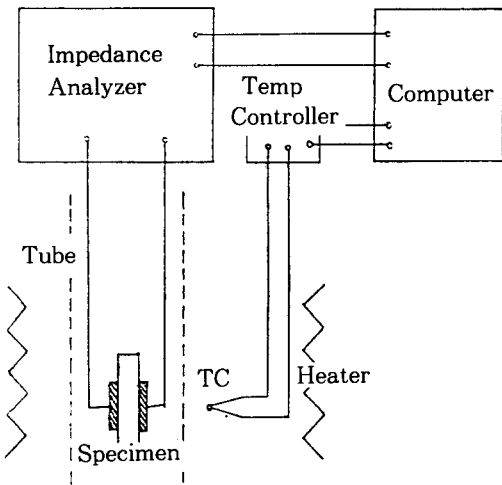 Impedance
Analyzer
Temp
Controller
Computer
Tube
TC
Heater
Specimen